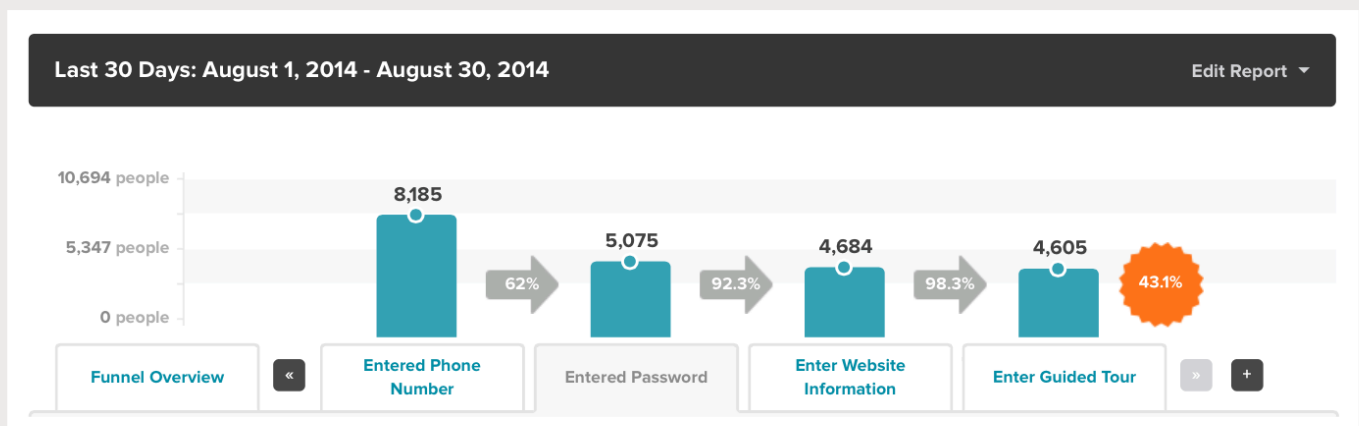 Last 30 Days: August 1, 2014 - August 30, 2014
Edit Report
10,694 people
5,347 people
0 people
8,185
62%
5,075
92.3%
4,684
98.3%
4,605
43.1%
Funnel Overview
«
Entered Phone
Number
Entered Password
Enter Website
Information
Enter Guided Tour
»
+